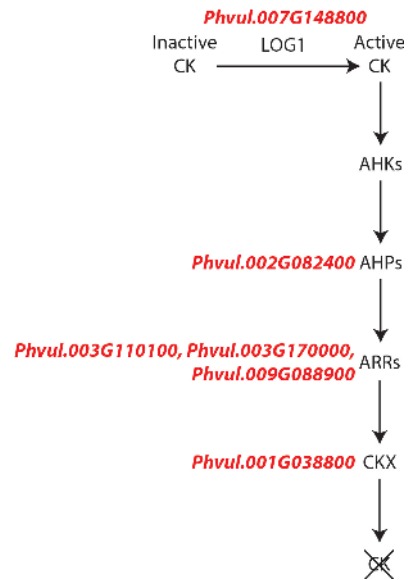 Phvul.007G148800
Inactive CK LOG1 Active CK
AHKs
Phvul.002G082400 AHPs
Phvul.003G110100, Phvul.003G170000,
Phvul.009G088900 ARRs
Phvul.001G038800 CKX
CK